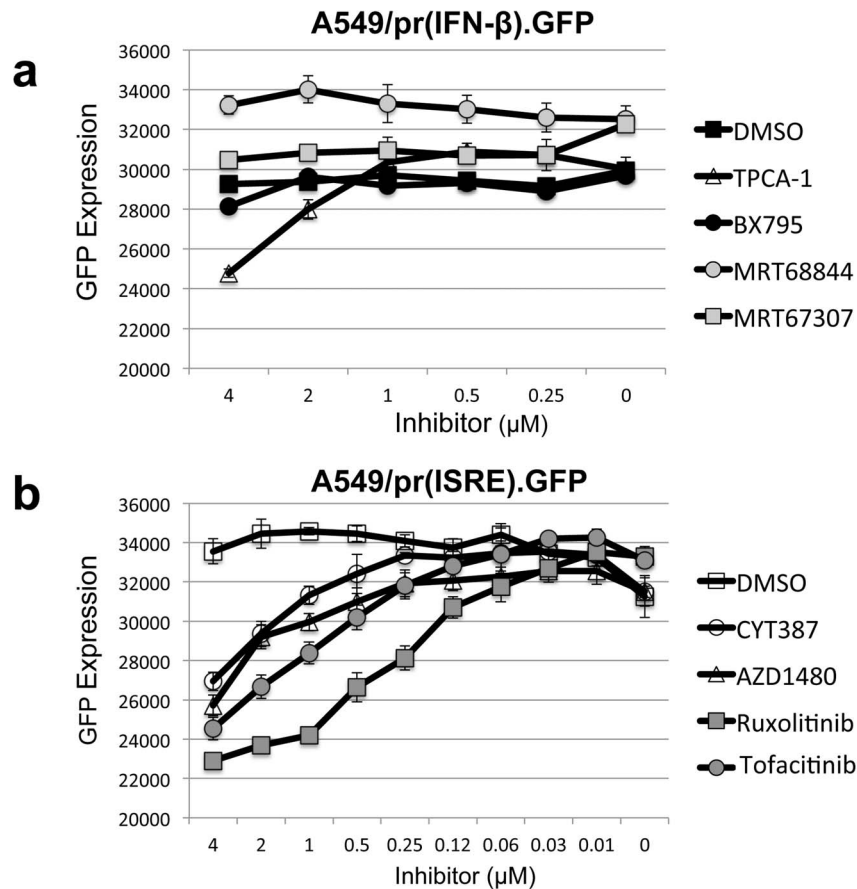 a
A549/pr(IFN-β).GFP
GFP Expression
36000
34000
32000
30000
28000
26000
24000
22000
20000
4 2 1 0.5 0.25 0
Inhibitor (μM)
DMSO
TPCA-1
BX795
MRT68844
MRT67307
b
A549/pr(ISRE).GFP
GFP Expression
36000
34000
32000
30000
28000
26000
24000
22000
20000
4 2 1 0.5 0.25 0.12 0.06 0.03 0.01 0
Inhibitor (μM)
DMSO
CYT387
AZD1480
Ruxolitinib
Tofacitinib